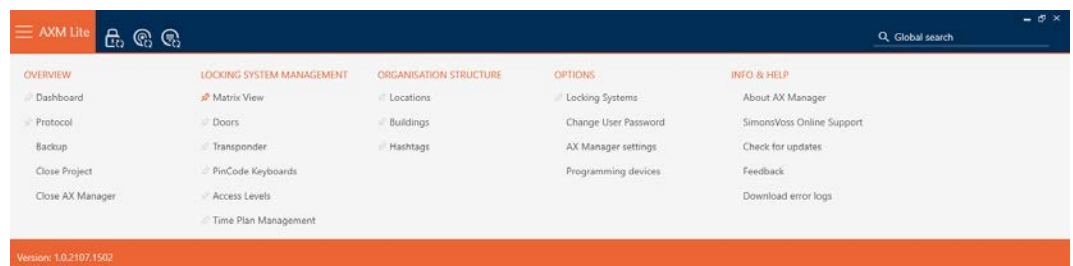 AXM Lite
Global search
OVERVIEW
Dashboard
Protocol
Backup
Close Project
Close AX Manager
LOCKING SYSTEM MANAGEMENT
Matrix View
Doors
Transponder
PinCode Keyboards
Access Levels
Time Plan Management
ORGANISATION STRUCTURE
Locations
Buildings
Hashtags
OPTIONS
Locking Systems
Change User Password
AX Manager settings
Programming devices
INFO & HELP
About AX Manager
SimonsVoss Online Support
Check for updates
Feedback
Download error logs
Version: 1.0.2107.1502